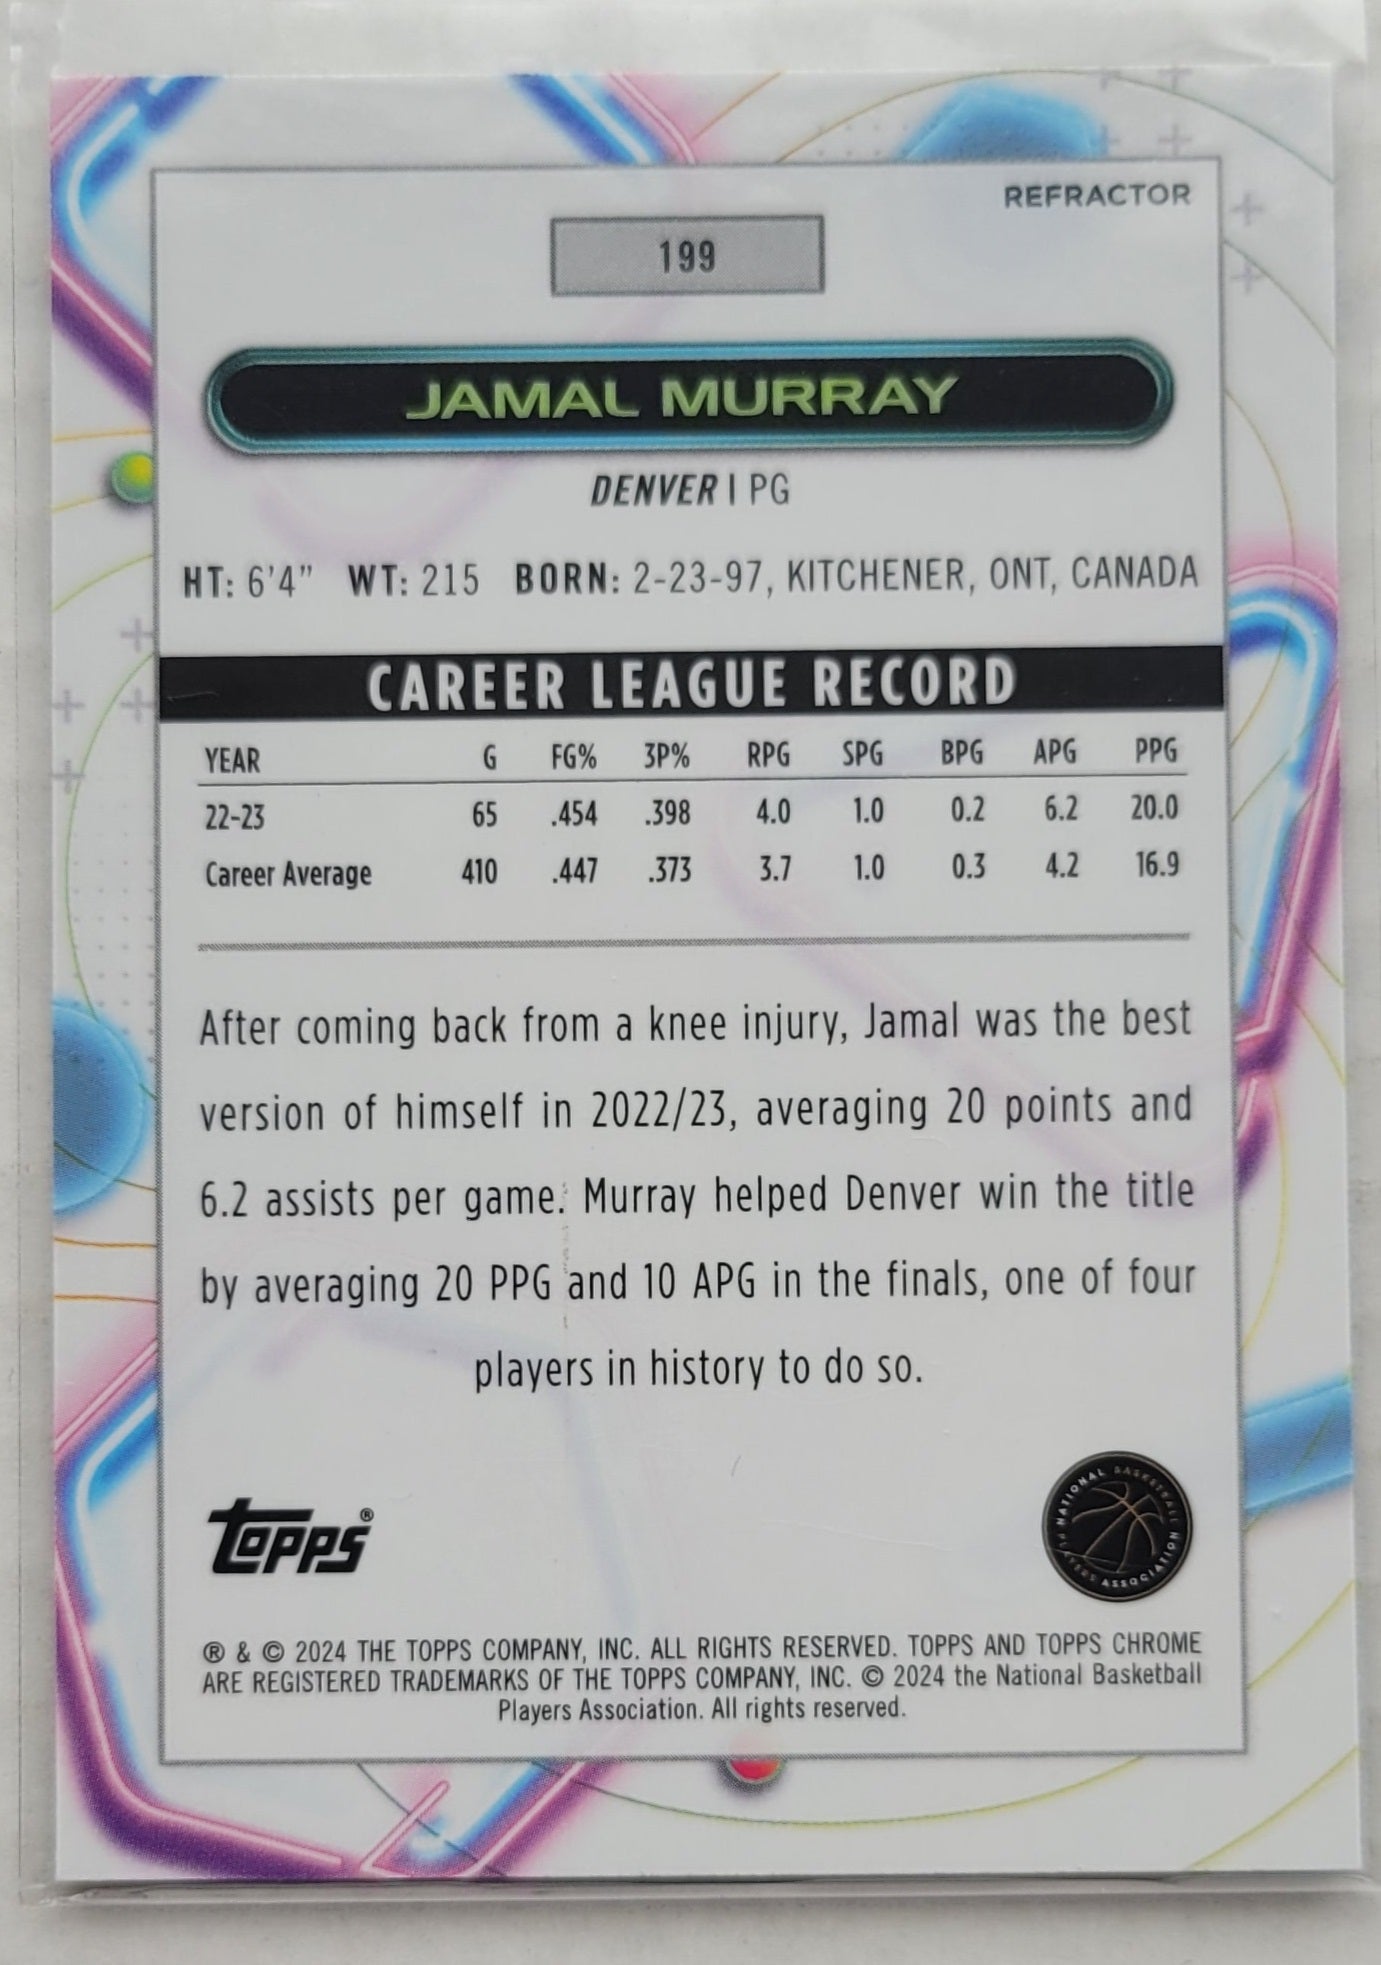 REFRACTOR
199
JAMAL MURRAY
DENVER | PG
HT: 6'4" WT: 215 BORN: 2-23-97, KITCHENER, ONT, CANADA
CAREER LEAGUE RECORD
YEAR G FG% 3P% RPG SPG BPG APG PPG
22-23 65 .454 .398 4.0 1.0 0.2 6.2 20.0
Career Average 410 .447 .373 3.7 1.0 0.3 4.2 16.9
After coming back from a knee injury, Jamal was the best
version of himself in 2022/23, averaging 20 points and
6.2 assists per game. Murray helped Denver win the title
by averaging 20 PPG and 10 APG in the finals, one of four
players in history to do so.
TOPPS®
NATIONAL BASKETBALL PLAYERS ASSOCIATION
® & © 2024 THE TOPPS COMPANY, INC. ALL RIGHTS RESERVED. TOPPS AND TOPPS CHROME
ARE REGISTERED TRADEMARKS OF THE TOPPS COMPANY, INC. © 2024 the National Basketball
Players Association. All rights reserved.